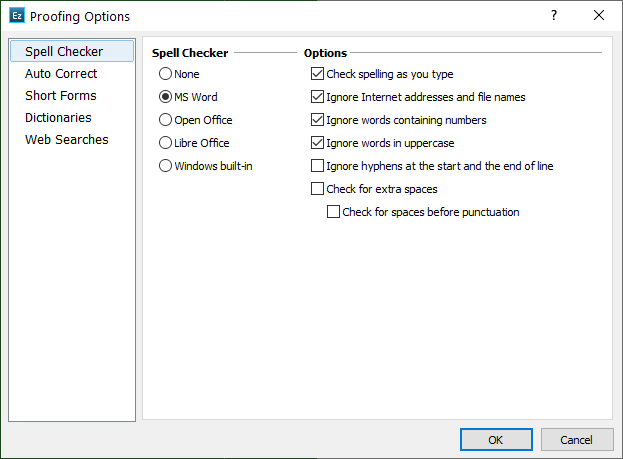 Ez Proofing Options ?
Spell Checker
Auto Correct
Short Forms
Dictionaries
Web Searches
Spell Checker
None
MS Word
Open Office
Libre Office
Windows built-in
Options
Check spelling as you type
Ignore Internet addresses and file names
Ignore words containing numbers
Ignore words in uppercase
Ignore hyphens at the start and the end of line
Check for extra spaces
Check for spaces before punctuation
OK
Cancel